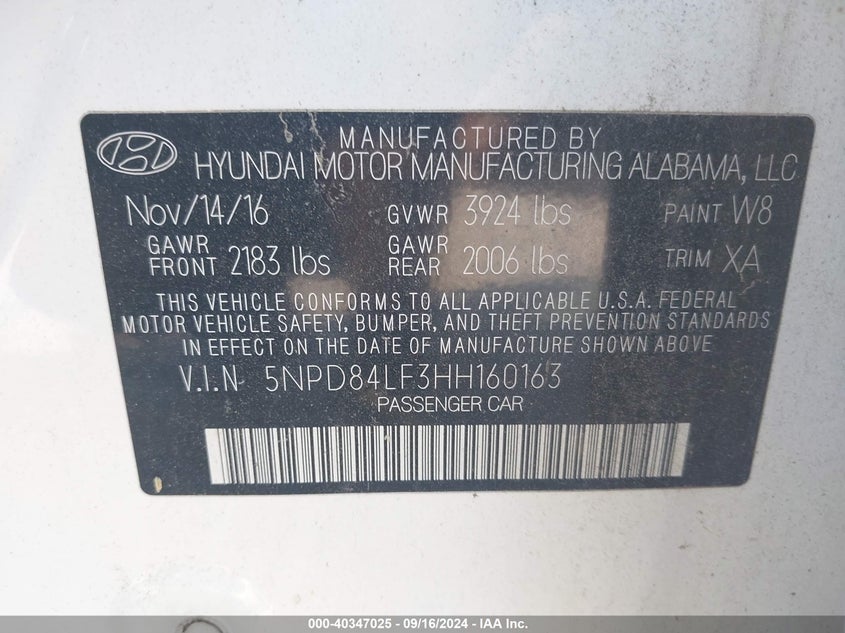 MANUFACTURED BY
HYUNDAI MOTOR MANUFACTURING ALABAMA, LLC
Nov/14/16 GVWR 3924 lbs PAINT W8
GAWR FRONT 2183 lbs GAWR REAR 2006 lbs TRIM XA
THIS VEHICLE CONFORMS TO ALL APPLICABLE U.S.A. FEDERAL
MOTOR VEHICLE SAFETY, BUMPER, AND THEFT PREVENTION STANDARDS
IN EFFECT ON THE DATE OF MANUFACTURE SHOWN ABOVE
V.I.N 5NPD84LF3HH160163
PASSENGER CAR
000-40347025 - 09/16/2024 - IAA Inc.